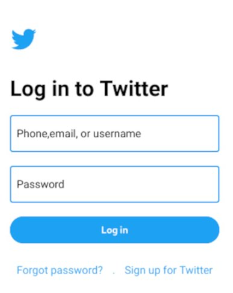 Log in to Twitter
Phone,email, or username
Password
Log in
Forgot password? . Sign up for Twitter